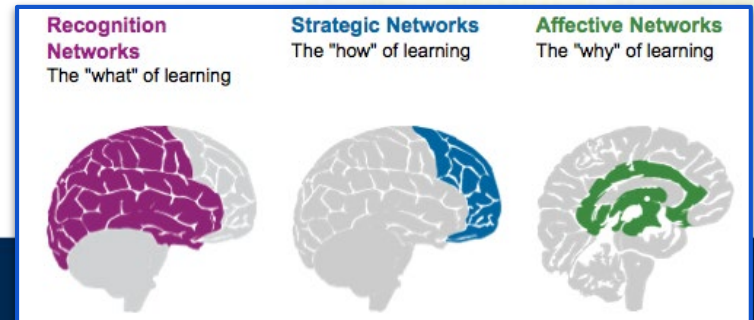 Recognition
Networks
The "what" of learning
Strategic Networks
The "how" of learning
Affective Networks
The "why" of learning